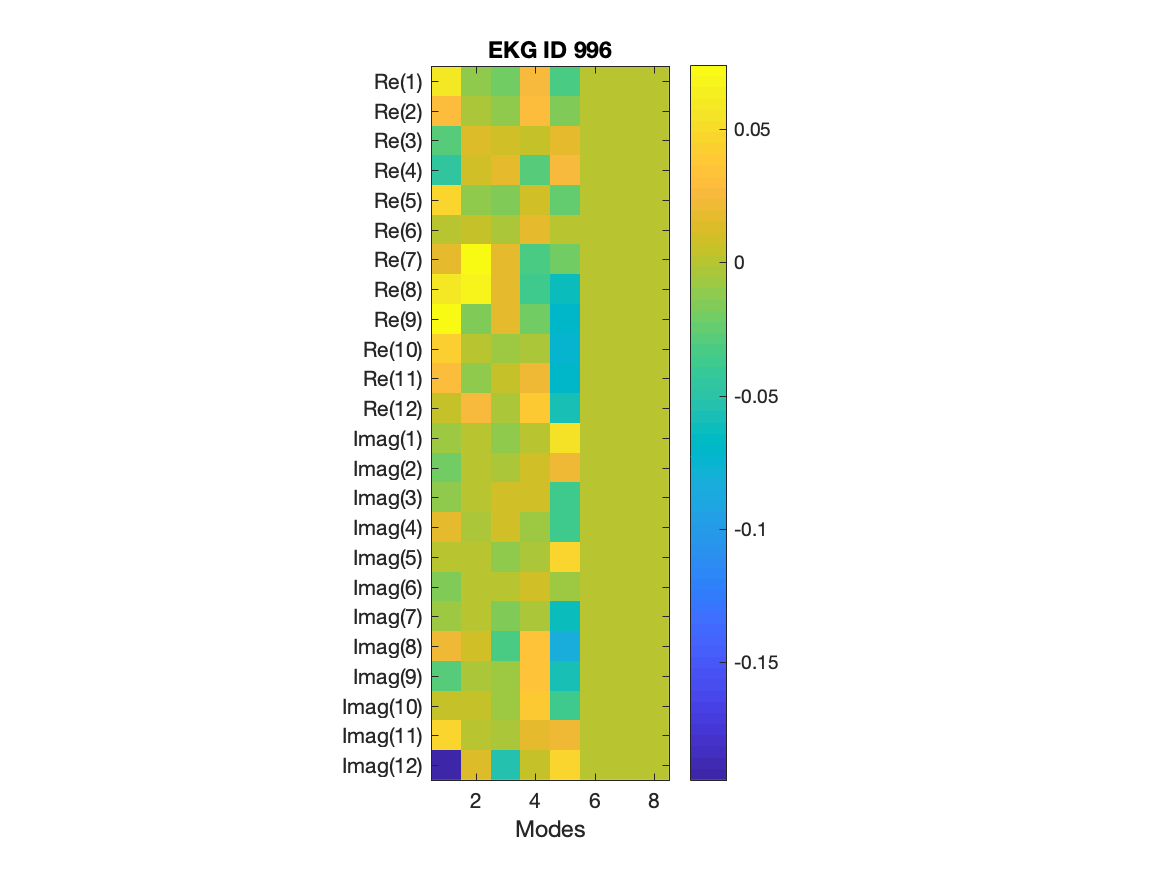 EKG ID 996
Re(1)
Re(2)
Re(3)
Re(4)
Re(5)
Re(6)
Re(7)
Re(8)
Re(9)
Re(10)
Re(11)
Re(12)
Imag(1)
Imag(2)
Imag(3)
Imag(4)
Imag(5)
Imag(6)
Imag(7)
Imag(8)
Imag(9)
Imag(10)
Imag(11)
Imag(12)
2 4 6 8
Modes
0.05
0
-0.05
-0.1
-0.15